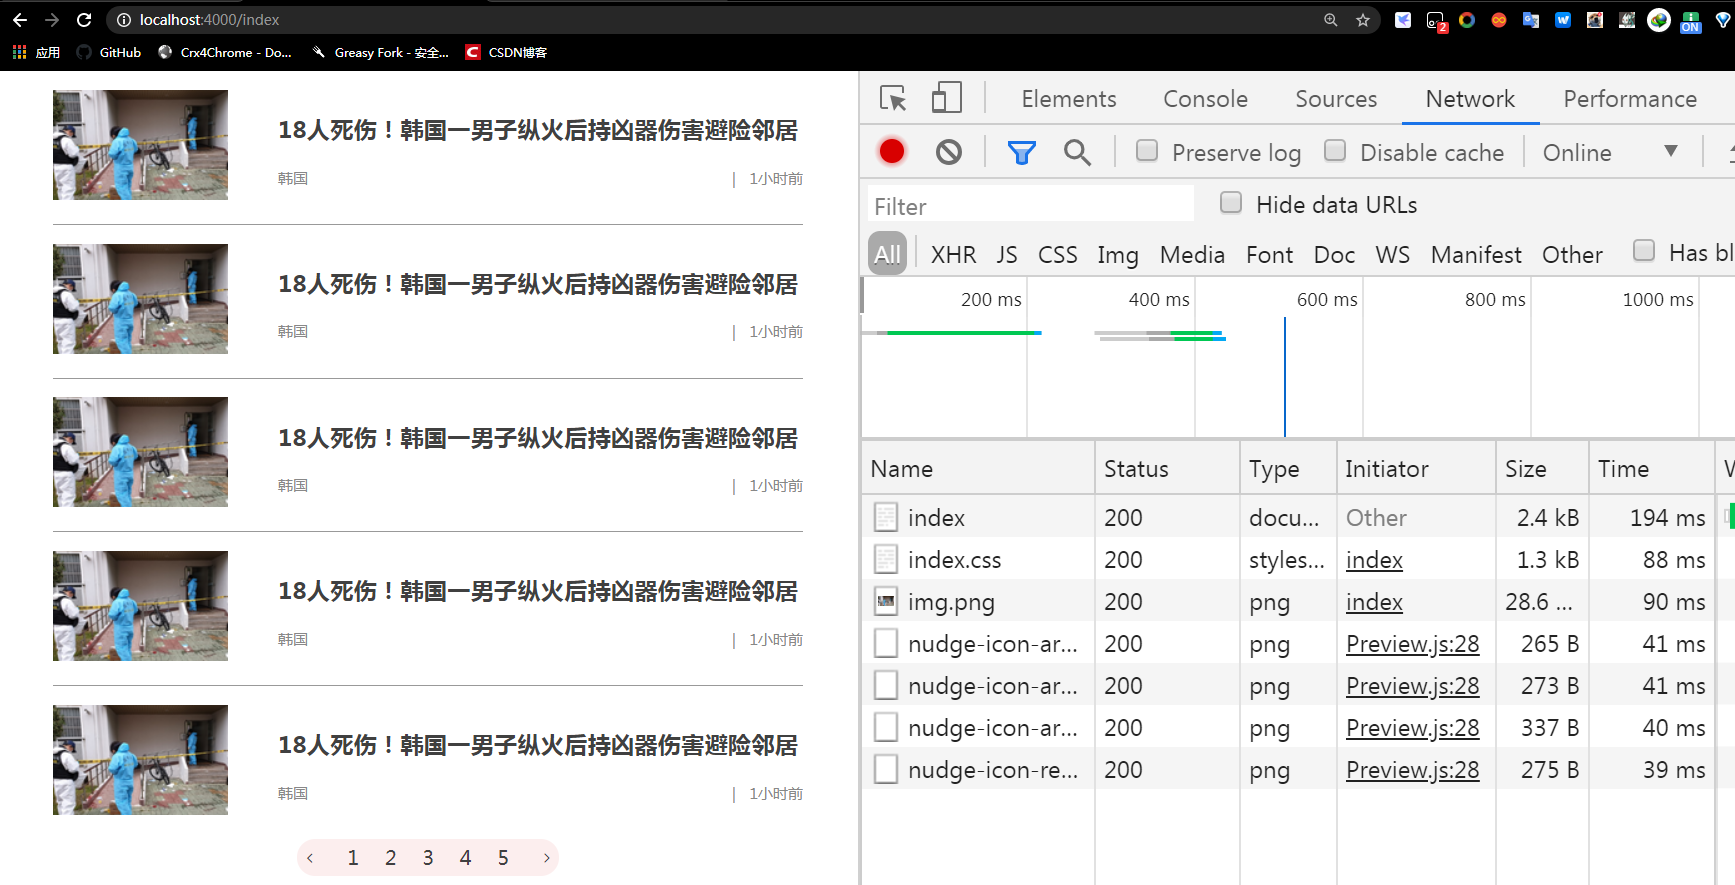 localhost:4000/index
2
ON
应用 GitHub Crx4Chrome - Do... Greasy Fork - 安全... CSDN博客
18人死伤！韩国一男子纵火后持凶器伤害避险邻居
韩国 | 1小时前
18人死伤！韩国一男子纵火后持凶器伤害避险邻居
韩国 | 1小时前
18人死伤！韩国一男子纵火后持凶器伤害避险邻居
韩国 | 1小时前
18人死伤！韩国一男子纵火后持凶器伤害避险邻居
韩国 | 1小时前
18人死伤！韩国一男子纵火后持凶器伤害避险邻居
韩国 | 1小时前
‹ 1 2 3 4 5 ›
Elements Console Sources Network Performance
Preserve log Disable cache Online
Filter Hide data URLs
All XHR JS CSS Img Media Font Doc WS Manifest Other Has bl
200 ms 400 ms 600 ms 800 ms 1000 ms
Name Status Type Initiator Size Time
index 200 docu... Other 2.4 kB 194 ms
index.css 200 styles... index 1.3 kB 88 ms
img.png 200 png index 28.6 ... 90 ms
nudge-icon-ar... 200 png Preview.js:28 265 B 41 ms
nudge-icon-ar... 200 png Preview.js:28 273 B 41 ms
nudge-icon-ar... 200 png Preview.js:28 337 B 40 ms
nudge-icon-re... 200 png Preview.js:28 275 B 39 ms